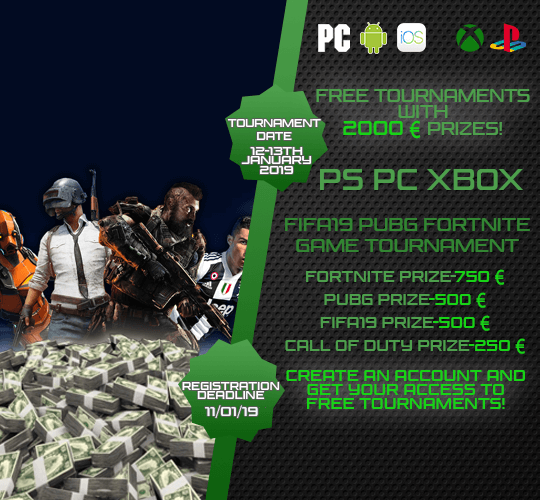 PC
iOS
FREE TOURNAMENTS
WITH
2000 € PRIZES!
TOURNAMENT
DATE
12-13TH
JANUARY
2019
PS PC XBOX
FIFA19 PUBG FORTNITE
GAME TOURNAMENT
FORTNITE PRIZE-750 €
PUBG PRIZE-500 €
FIFA19 PRIZE-500 €
CALL OF DUTY PRIZE-250 €
REGISTRATION
DEADLINE
11/01/19
CREATE AN ACCOUNT AND
GET YOUR ACCESS TO
FREE TOURNAMENTS!